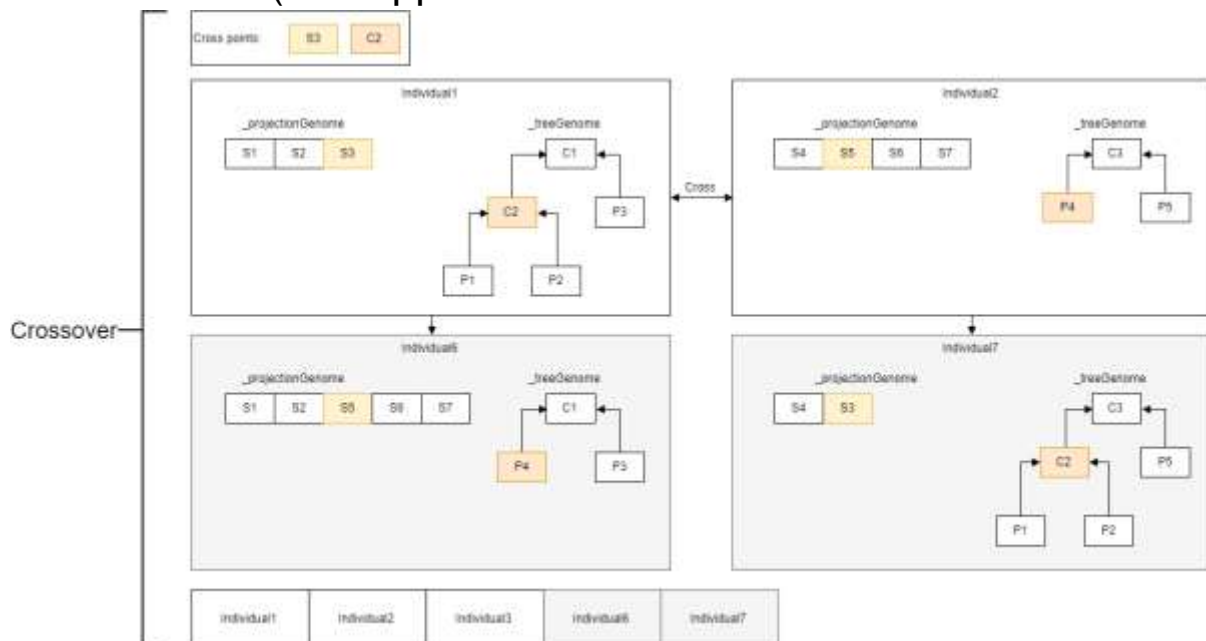 Cross points: S3 C2
Individual1
_projectionGenome _treeGenome
S1 S2 S3 C1
C2 P3
P1 P2
Cross
Individual2
_projectionGenome _treeGenome
S4 S5 S6 S7 C3
P4 P5
Crossover
Individual6
_projectionGenome _treeGenome
S1 S2 S5 S6 S7 C1
P4 P3
Individual7
_projectionGenome _treeGenome
S4 S3 C3
C2 P5
P1 P2
Individual1 Individual2 Individual3 Individual6 Individual7